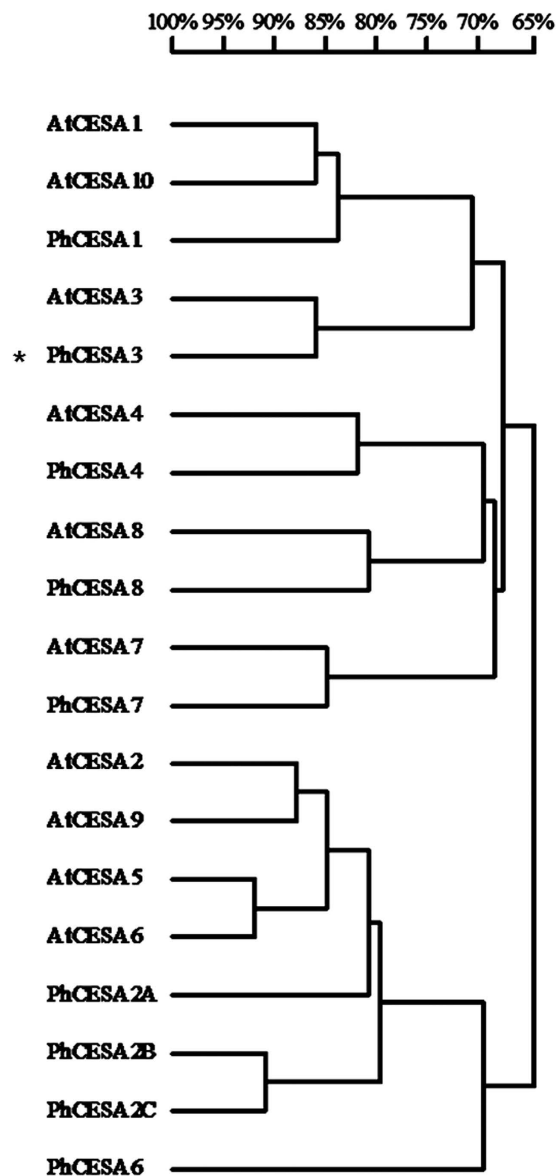 100% 95% 90% 85% 80% 75% 70% 65%
AtCESA1
AtCESA10
PhCESA1
AtCESA3
* PhCESA3
AtCESA4
PhCESA4
AtCESA8
PhCESA8
AtCESA7
PhCESA7
AtCESA2
AtCESA9
AtCESA5
AtCESA6
PhCESA2A
PhCESA2B
PhCESA2C
PhCESA6